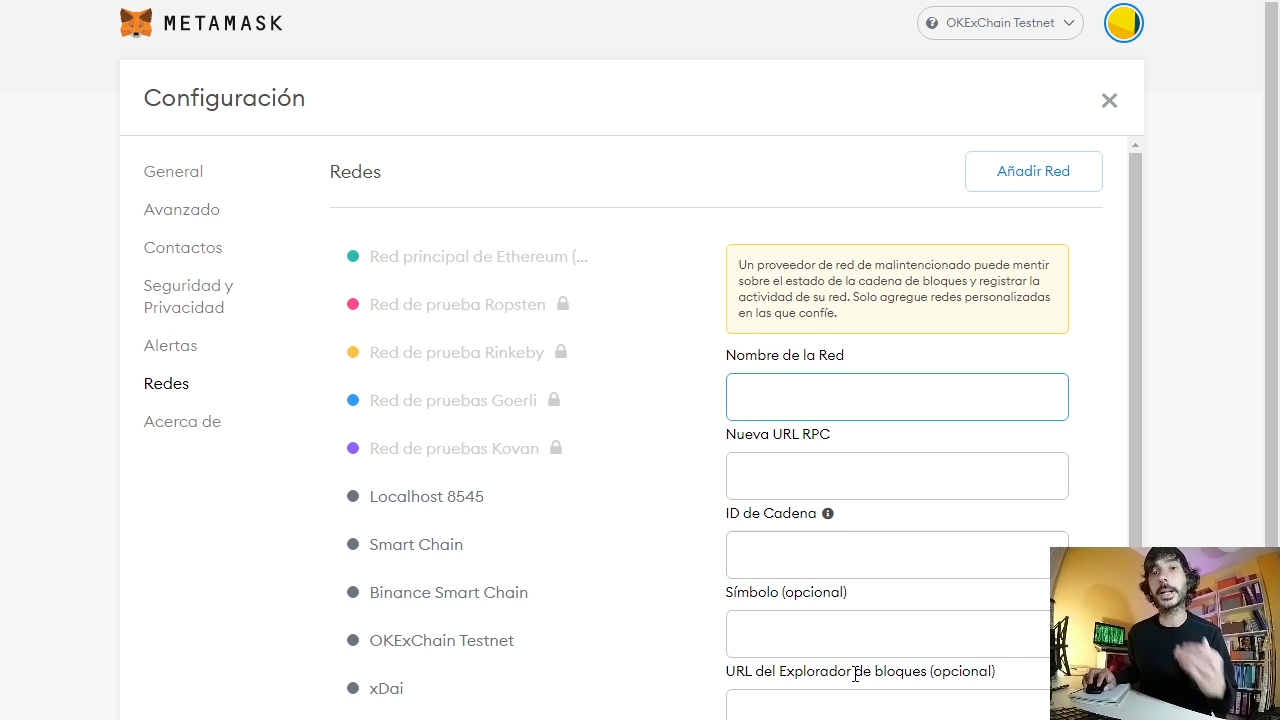 METAMASK
OKExChain Testnet
Configuración
General
Avanzado
Contactos
Seguridad y
Privacidad
Alertas
Redes
Acerca de
Redes
Añadir Red
Red principal de Ethereum (...
Red de prueba Ropsten
Red de prueba Rinkeby
Red de pruebas Goerli
Red de pruebas Kovan
Localhost 8545
Smart Chain
Binance Smart Chain
OKExChain Testnet
xDai
Un proveedor de red de malintencionado puede mentir
sobre el estado de la cadena de bloques y registrar la
actividad de su red. Solo agregue redes personalizadas
en las que confíe.
Nombre de la Red
Nueva URL RPC
ID de Cadena
Símbolo (opcional)
URL del Explorador de bloques (opcional)